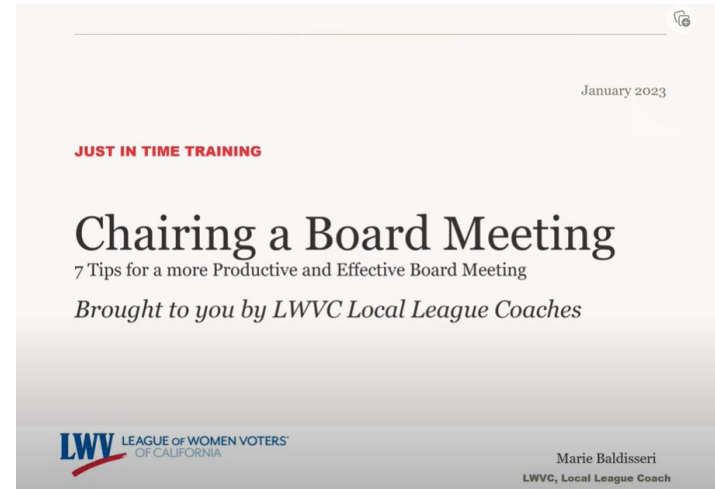 January 2023
JUST IN TIME TRAINING
Chairing a Board Meeting
7 Tips for a more Productive and Effective Board Meeting
Brought to you by LWVC Local League Coaches
LWV LEAGUE OF WOMEN VOTERS®
OF CALIFORNIA
Marie Baldisseri
LWVC, Local League Coach